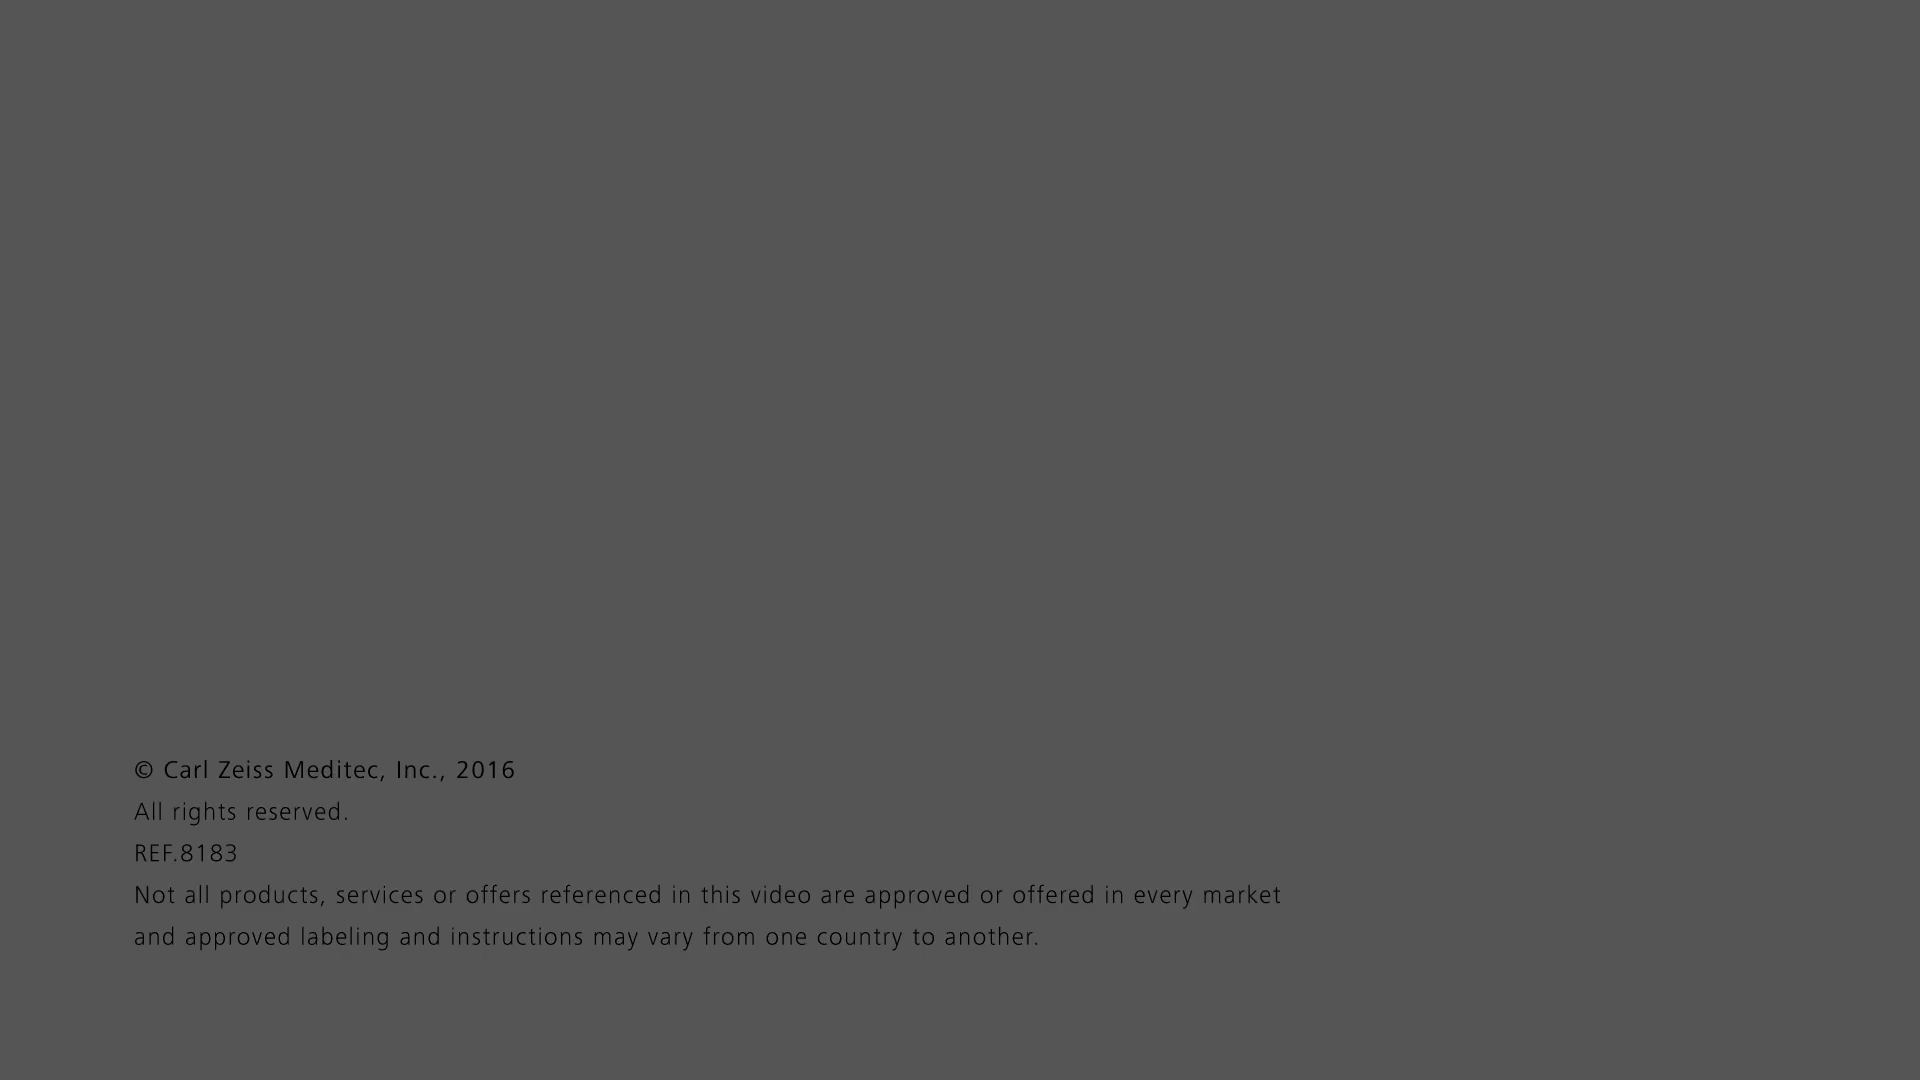 © Carl Zeiss Meditec, Inc., 2016
All rights reserved.
REF.8183
Not all products, services or offers referenced in this video are approved or offered in every market
and approved labeling and instructions may vary from one country to another.